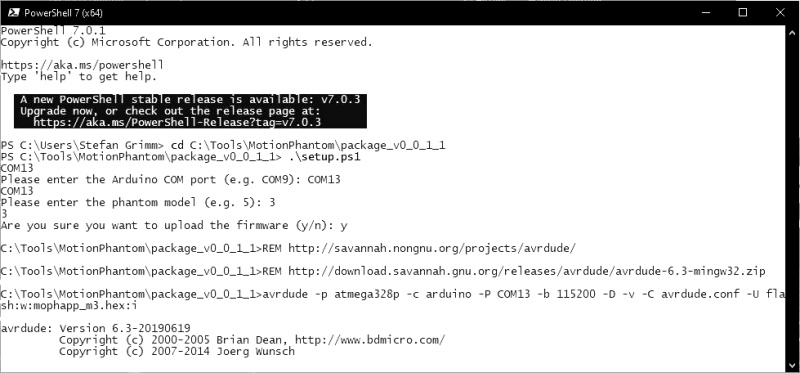 PowerShell 7 (x64)
PowerShell 7.0.1
Copyright (c) Microsoft Corporation. All rights reserved.
https://aka.ms/powershell
Type 'help' to get help.
A new PowerShell stable release is available: v7.0.3
Upgrade now, or check out the release page at:
https://aka.ms/PowerShell-Release?tag=v7.0.3
PS C:\Users\Stefan Grimm> cd C:\Tools\MotionPhantom\package_v0_0_1_1
PS C:\Tools\MotionPhantom\package_v0_0_1_1> .\setup.ps1
COM13
Please enter the Arduino COM port (e.g. COM9): COM13
COM13
Please enter the phantom model (e.g. 5): 3
3
Are you sure you want to upload the firmware (y/n): y
C:\Tools\MotionPhantom\package_v0_0_1_1>REM http://savannah.nongnu.org/projects/avrdude/
C:\Tools\MotionPhantom\package_v0_0_1_1>REM http://download.savannah.gnu.org/releases/avrdude/avrdude-6.3-mingw32.zip
C:\Tools\MotionPhantom\package_v0_0_1_1>avrdude -p atmega328p -c arduino -P COM13 -b 115200 -D -v -C avrdude.conf -U fla
sh:w:mophapp_m3.hex:i
avrdude: Version 6.3-20190619
Copyright (c) 2000-2005 Brian Dean, http://www.bdmicro.com/
Copyright (c) 2007-2014 Joerg Wunsch